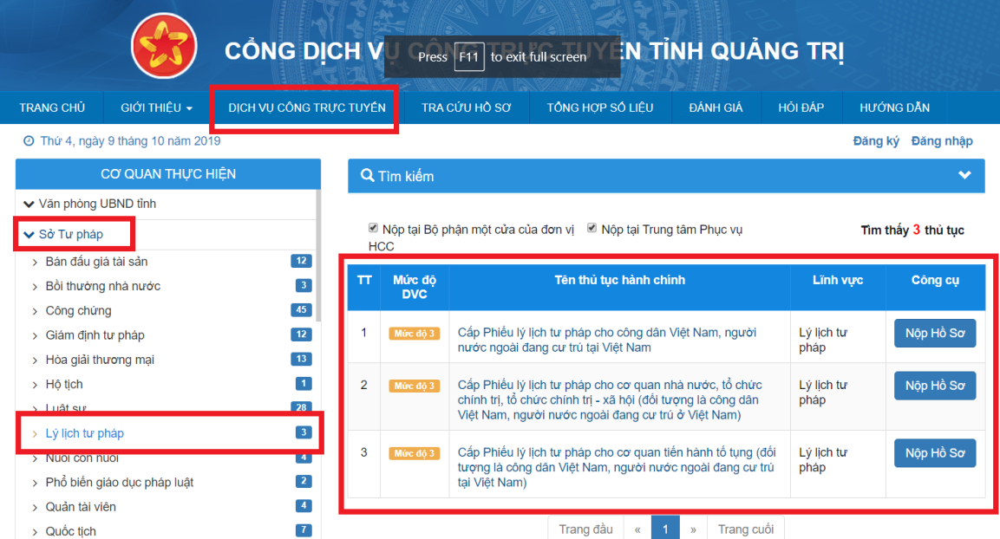 CỔNG DỊCH VỤ CÔNG TRỰC TUYẾN TỈNH QUẢNG TRỊ
Press F11 to exit full screen
TRANG CHỦ GIỚI THIỆU DỊCH VỤ CÔNG TRỰC TUYẾN TRA CỨU HỒ SƠ TỔNG HỢP SỐ LIỆU ĐÁNH GIÁ HỎI ĐÁP HƯỚNG DẪN
Thứ 4, ngày 9 tháng 10 năm 2019
Đăng ký Đăng nhập
CƠ QUAN THỰC HIỆN
Văn phòng UBND tỉnh
Sở Tư pháp
Bán đấu giá tài sản 12
Bồi thường nhà nước 3
Công chứng 45
Giám định tư pháp 12
Hòa giải thương mại 13
Hộ tịch 1
Luật sư 28
Lý lịch tư pháp 3
Nuôi con nuôi 4
Phổ biến giáo dục pháp luật 2
Quản tài viên 4
Quốc tịch 7
Tìm kiếm
Nộp tại Bộ phận một cửa của đơn vị Nộp tại Trung tâm Phục vụ
HCC
Tìm thấy 3 thủ tục
TT Mức độ Tên thủ tục hành chính Lĩnh vực Công cụ
DVC
1 Mức độ 3 Cấp Phiếu lý lịch tư pháp cho công dân Việt Nam, người Lý lịch tư Nộp Hồ Sơ
nước ngoài đang cư trú tại Việt Nam pháp
2 Mức độ 3 Cấp Phiếu lý lịch tư pháp cho cơ quan nhà nước, tổ chức Lý lịch tư Nộp Hồ Sơ
chính trị, tổ chức chính trị - xã hội (đối tượng là công dân pháp
Việt Nam, người nước ngoài đang cư trú ở Việt Nam)
3 Mức độ 3 Cấp Phiếu lý lịch tư pháp cho cơ quan tiến hành tố tụng (đối Lý lịch tư Nộp Hồ Sơ
tượng là công dân Việt Nam, người nước ngoài đang cư trú pháp
tại Việt Nam)
Trang đầu « 1 » Trang cuối